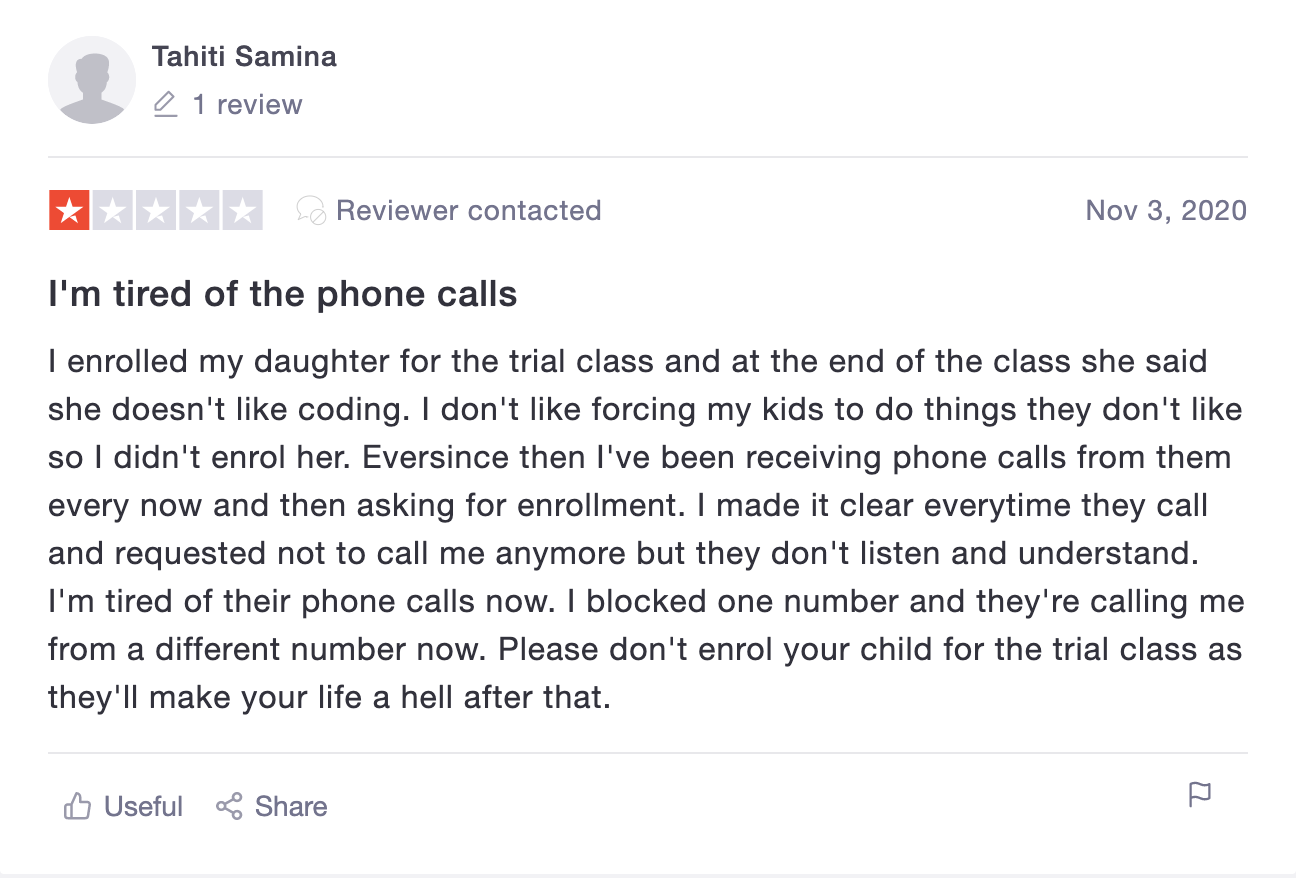 Tahiti Samina
1 review
Reviewer contacted
Nov 3, 2020
I'm tired of the phone calls
I enrolled my daughter for the trial class and at the end of the class she said
she doesn't like coding. I don't like forcing my kids to do things they don't like
so I didn't enrol her. Eversince then I've been receiving phone calls from them
every now and then asking for enrollment. I made it clear everytime they call
and requested not to call me anymore but they don't listen and understand.
I'm tired of their phone calls now. I blocked one number and they're calling me
from a different number now. Please don't enrol your child for the trial class as
they'll make your life a hell after that.
Useful
Share